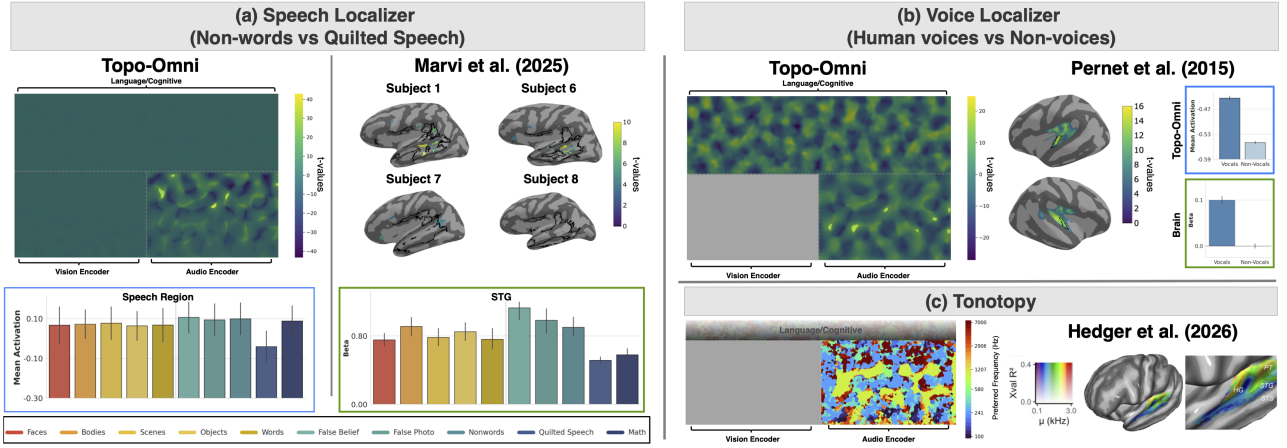 (a) Speech Localizer
(Non-words vs Quilted Speech)
Topo-Omni
Language/Cognitive
40
30
20
10
0
−10
−20
−30
−40
t-values
Vision Encoder
Audio Encoder
Marvi et al. (2025)
Subject 1
Subject 6
Subject 7
Subject 8
10
8
6
4
2
0
t-values
Speech Region
Mean Activation
0.10
-0.10
-0.30
STG
Beta
0.80
0.00
Faces
Bodies
Scenes
Objects
Words
False Belief
False Photo
Nonwords
Quilted Speech
Math
(b) Voice Localizer
(Human voices vs Non-voices)
Topo-Omni
Language/Cognitive
20
10
0
−10
−20
t-values
Vision Encoder
Audio Encoder
Pernet et al. (2015)
16
14
12
10
8
6
4
2
0
t-values
Topo-Omni
Mean Activation
-0.47
-0.53
-0.59
Vocals
Non-Vocals
Brain
Beta
0.1
0.0
Vocals
Non-Vocals
(c) Tonotopy
Language/Cognitive
Vision Encoder
Audio Encoder
7000
2908
1207
502
241
100
Preferred Frequency (Hz)
Hedger et al. (2026)
Xval R²
0.4
0.0
0.1
3.0
μ (kHz)
PT
HG
STG
STS